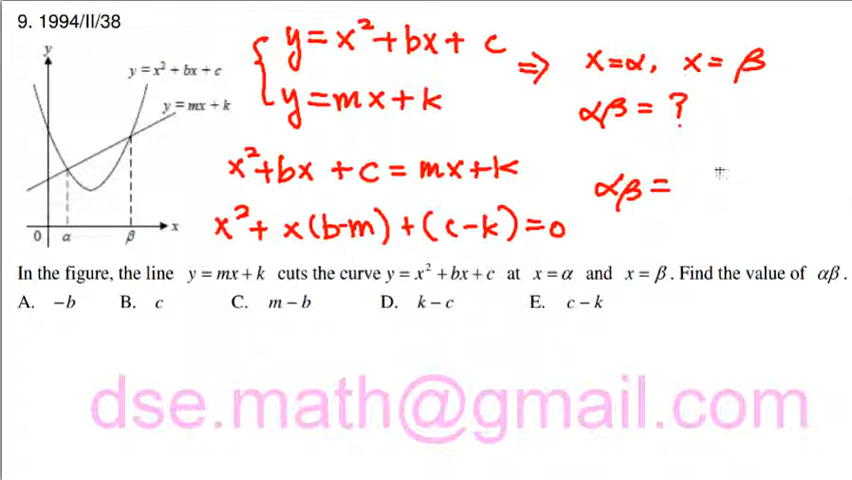 9. 1994/II/38
y = x² + bx + c
y = mx + k
y
x
0
α
β
y = x² + bx + c
y = mx + k
⇒ x = α, x = β
αβ = ?
x² + bx + c = mx + k
x² + x(b-m) + (c-k) = 0
αβ =
In the figure, the line y = mx + k cuts the curve y = x² + bx + c at x = α and x = β. Find the value of αβ.
A. −b B. c C. m − b D. k − c E. c − k
dse.math@gmail.com